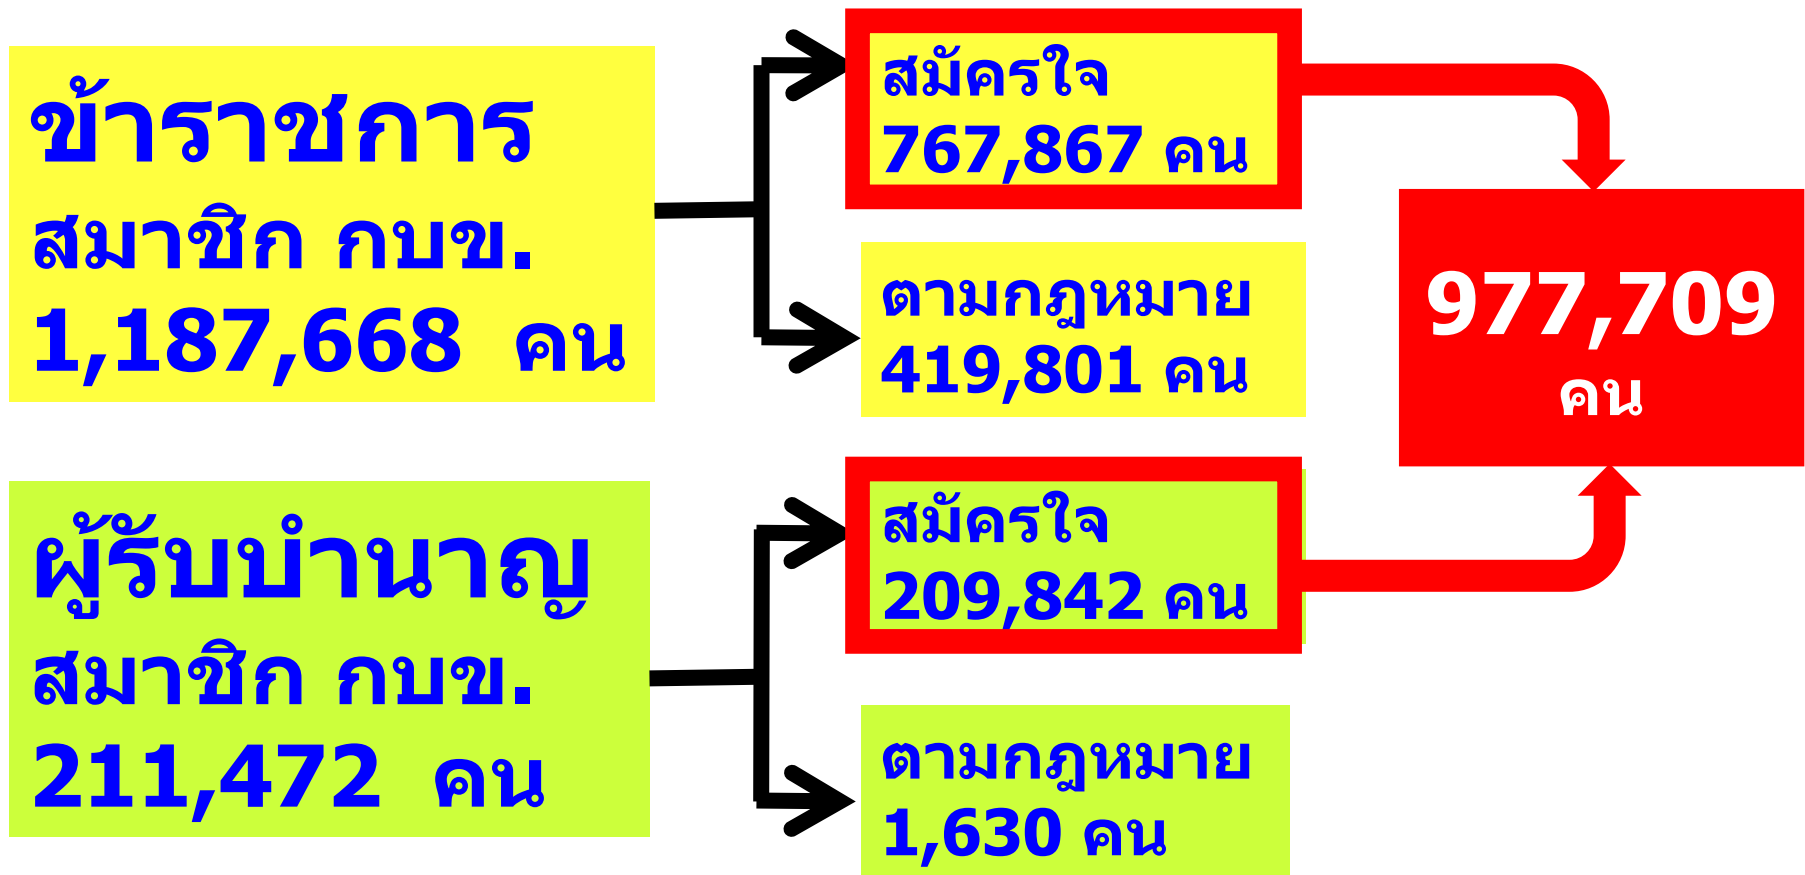 ข้าราชการ
สมาชิก กบข.
1,187,668 คน
สมัครใจ
767,867 คน
ตามกฎหมาย
419,801 คน
977,709
คน
ผู้รับบำนาญ
สมาชิก กบข.
211,472 คน
สมัครใจ
209,842 คน
ตามกฎหมาย
1,630 คน